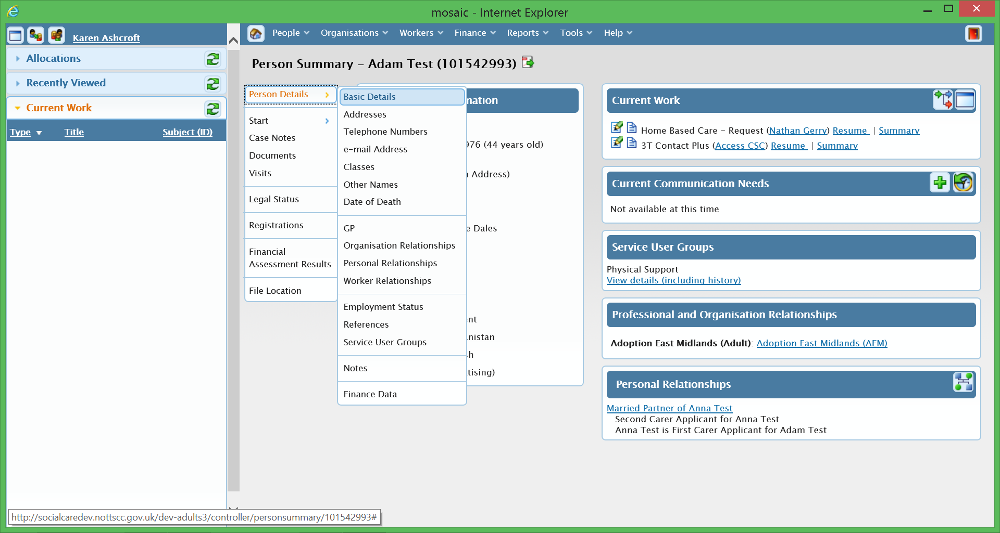 mosaic - Internet Explorer
Karen Ashcroft
People Organisations Workers Finance Reports Tools Help
Allocations
Recently Viewed
Current Work
Type Title Subject (ID)
Person Summary - Adam Test (101542993)
Person Details
Start
Case Notes
Documents
Visits
Legal Status
Registrations
Financial
Assessment Results
File Location
Basic Details
Addresses
Telephone Numbers
e-mail Address
Classes
Other Names
Date of Death
GP
Organisation Relationships
Personal Relationships
Worker Relationships
Employment Status
References
Service User Groups
Notes
Finance Data
mation
976 (44 years old)
Address)
e Dales
nt
nistan
h
tising)
Current Work
Home Based Care - Request (Nathan Gerry) Resume | Summary
3T Contact Plus (Access CSC) Resume | Summary
Current Communication Needs
Not available at this time
Service User Groups
Physical Support
View details (including history)
Professional and Organisation Relationships
Adoption East Midlands (Adult): Adoption East Midlands (AEM)
Personal Relationships
Married Partner of Anna Test
Second Carer Applicant for Anna Test
Anna Test is First Carer Applicant for Adam Test
http://socialcaredev.nottscc.gov.uk/dev-adults3/controller/personsummary/101542993#